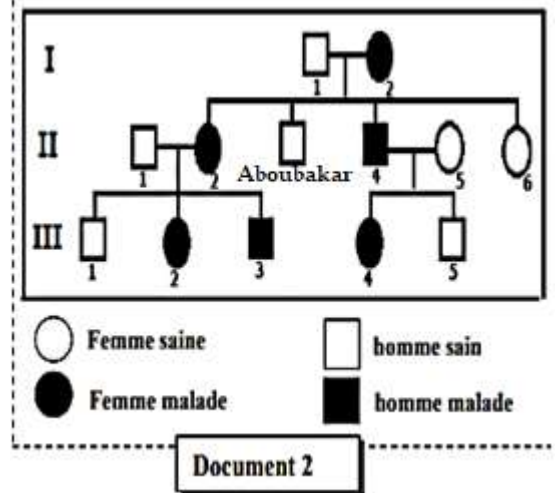 I
1 2
II
1 2 Aboubakar 4 5 6
III
1 2 3 4 5
Femme saine homme sain
Femme malade homme malade
Document 2